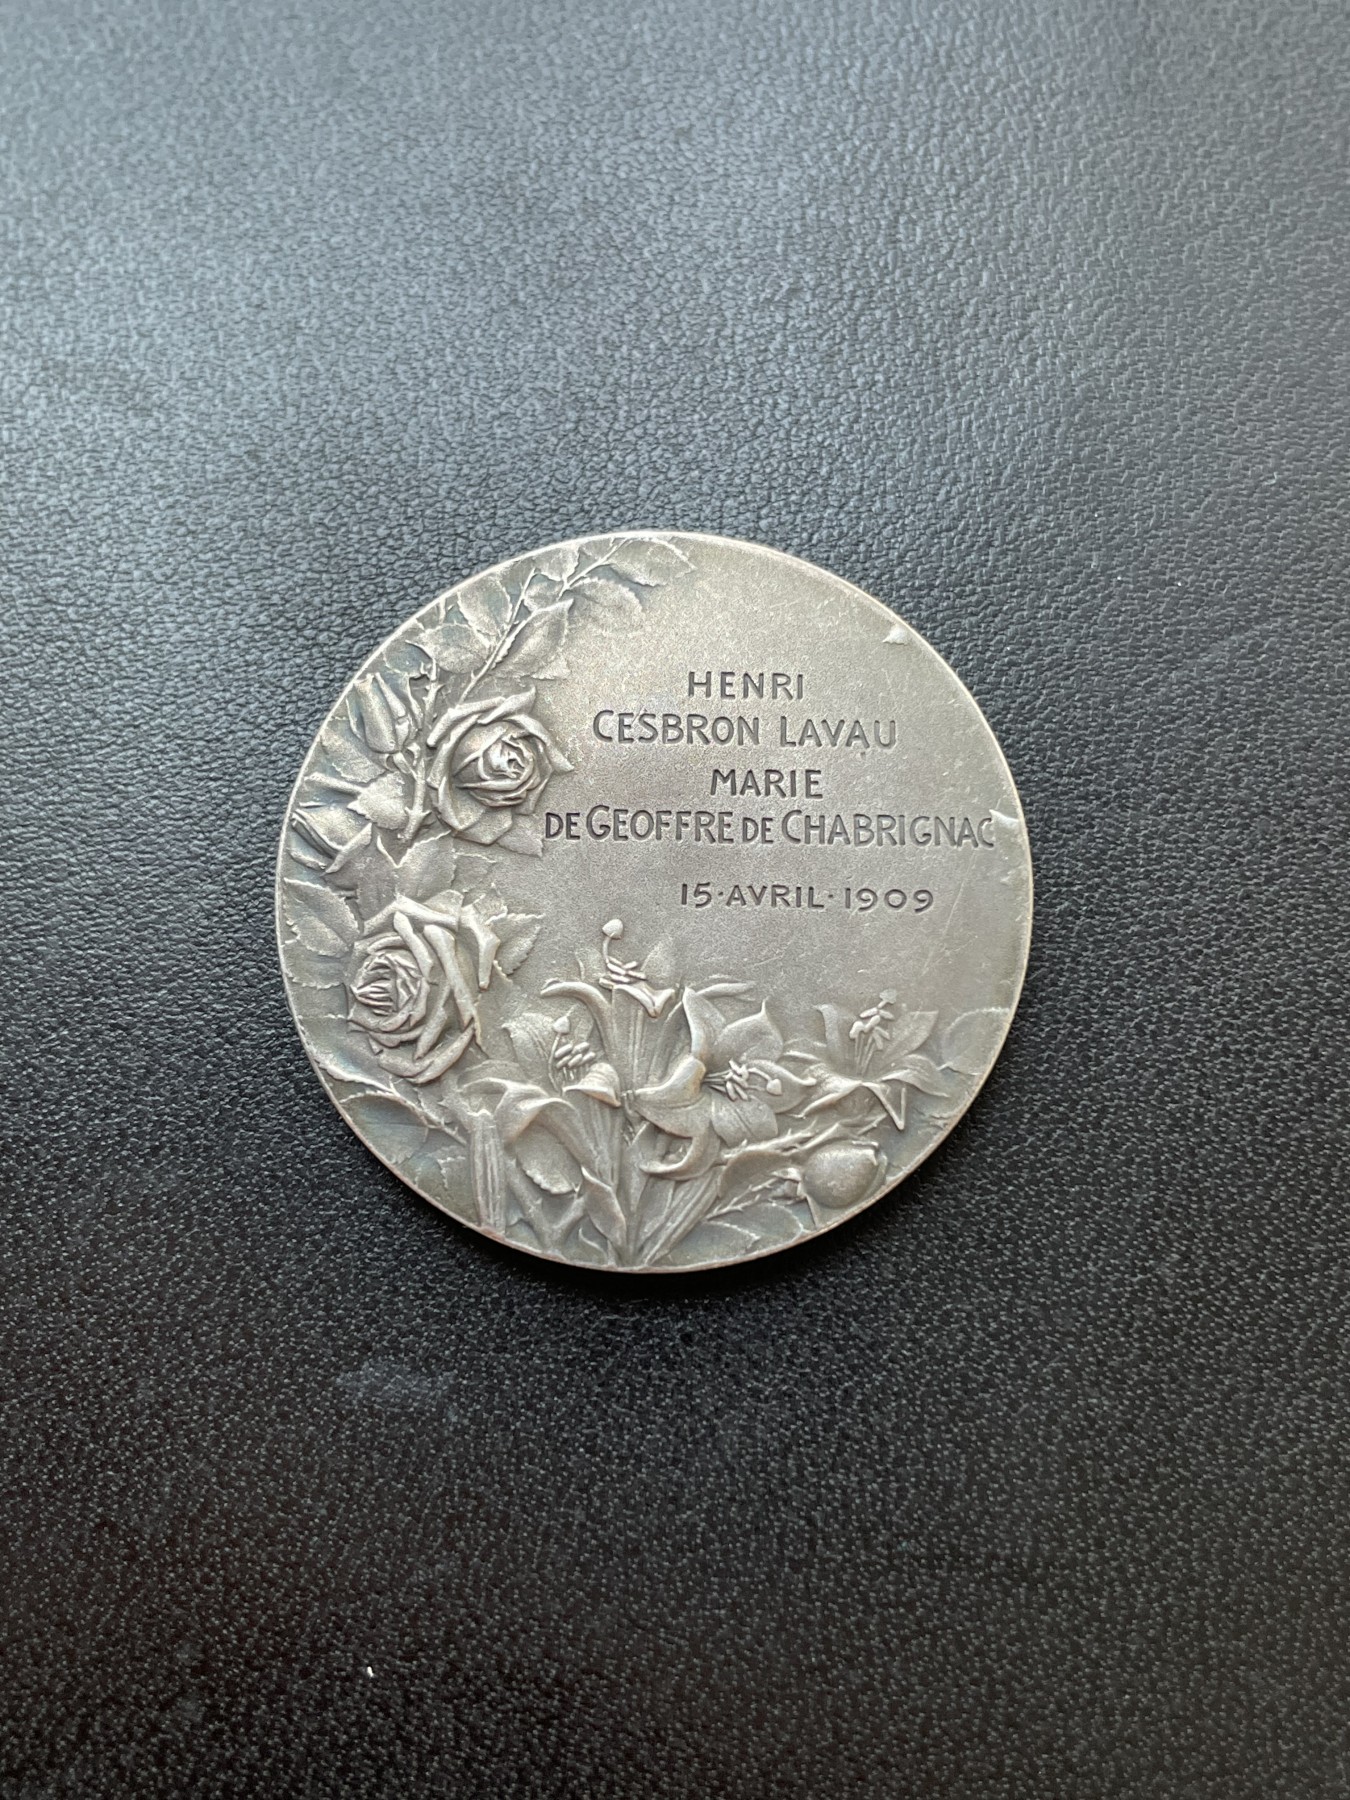 HENRI
CESBRON LAVAU
MARIE
DE GEOFFRE DE CHABRIGNAC
15·AVRIL·1909